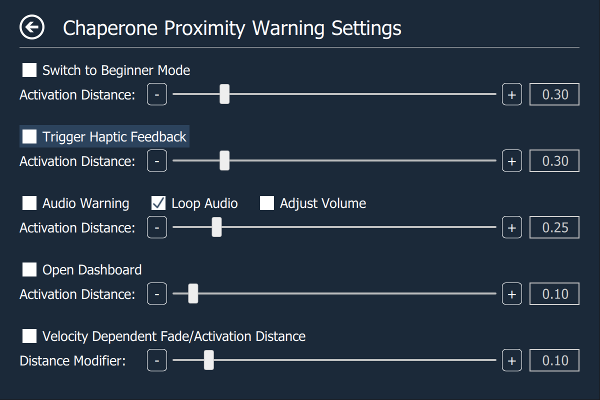 Chaperone Proximity Warning Settings
Switch to Beginner Mode
Activation Distance: - + 0.30
Trigger Haptic Feedback
Activation Distance: - + 0.30
Audio Warning Loop Audio Adjust Volume
Activation Distance: - + 0.25
Open Dashboard
Activation Distance: - + 0.10
Velocity Dependent Fade/Activation Distance
Distance Modifier: - + 0.10